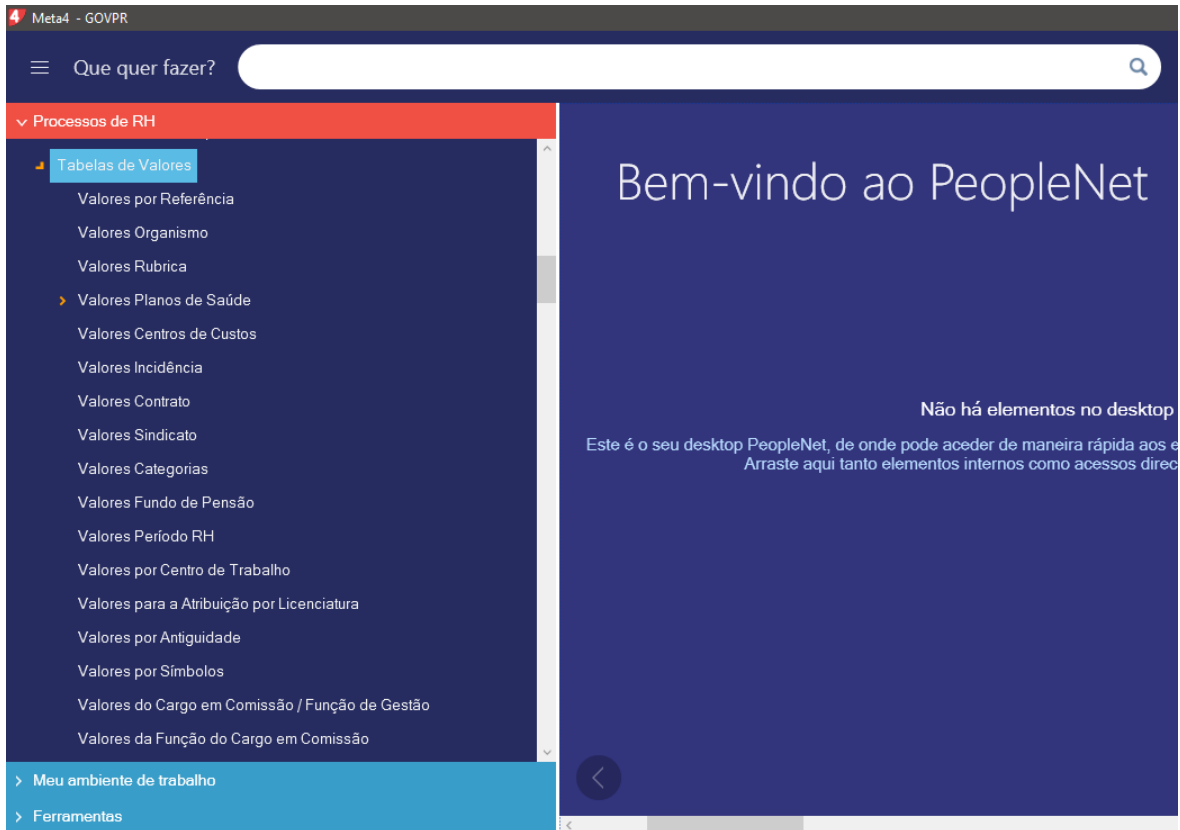 4 Meta4 - GOVPR
Que quer fazer?
Processos de RH
Tabelas de Valores
Valores por Referência
Valores Organismo
Valores Rubrica
Valores Planos de Saúde
Valores Centros de Custos
Valores Incidência
Valores Contrato
Valores Sindicato
Valores Categorias
Valores Fundo de Pensão
Valores Período RH
Valores por Centro de Trabalho
Valores para a Atribuição por Licenciatura
Valores por Antiguidade
Valores por Símbolos
Valores do Cargo em Comissão / Função de Gestão
Valores da Função do Cargo em Comissão
Meu ambiente de trabalho
Ferramentas
Bem-vindo ao PeopleNet
Não há elementos no desktop
Este é o seu desktop PeopleNet, de onde pode aceder de maneira rápida aos e
Arraste aqui tanto elementos internos como acessos direc